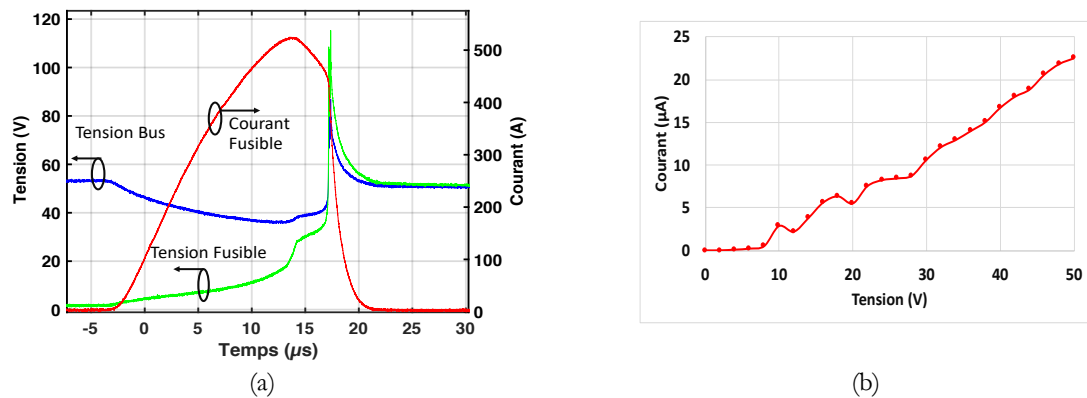 120
100
80
60
40
20
0
Tension (V)
Tension Bus
Courant
Fusible
Tension Fusible
500
400
300
200
100
0
Courant (A)
-5 0 5 10 15 20 25 30
Temps (µs)
(a)
25
20
15
10
5
0
Courant (µA)
0 10 20 30 40 50
Tension (V)
(b)